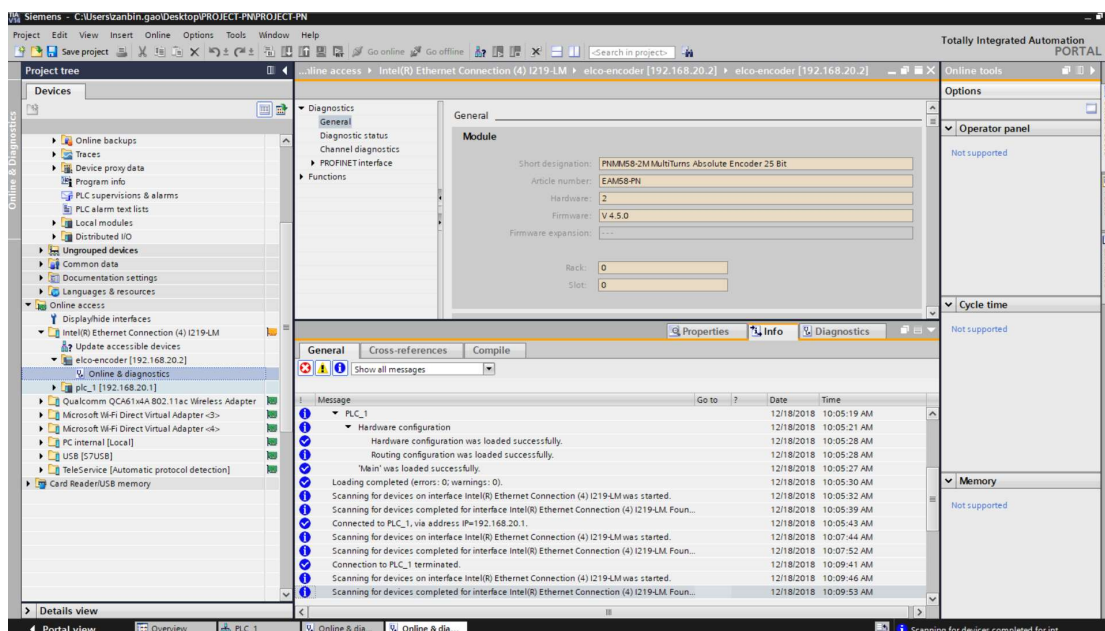 Siemens - C:\Users\zanbin.gao\Desktop\PROJECT-PN\PROJECT-PN
Project Edit View Insert Online Options Tools Window Help
Totally Integrated Automation
PORTAL
Save project
Go online
Go offline
<Search in project>
Project tree
...line access Intel(R) Ethernet Connection (4) I219-LM elco-encoder [192.168.20.2] elco-encoder [192.168.20.2]
Online tools
Devices
Options
Online & Diagnostics
Online backups
Traces
Device proxy data
Program info
PLC supervisions & alarms
PLC alarm text lists
Local modules
Distributed I/O
Ungrouped devices
Common data
Documentation settings
Languages & resources
Online access
Display/hide interfaces
Intel(R) Ethernet Connection (4) I219-LM
Update accessible devices
elco-encoder [192.168.20.2]
Online & diagnostics
plc_1 [192.168.20.1]
Qualcomm QCA61x4A 802.11ac Wireless Adapter
Microsoft Wi-Fi Direct Virtual Adapter <3>
Microsoft Wi-Fi Direct Virtual Adapter <4>
PC internal [Local]
USB [S7USB]
TeleService [Automatic protocol detection]
Card Reader/USB memory
Details view
Diagnostics
General
Diagnostic status
Channel diagnostics
PROFINET interface
Functions
General
Module
Short designation: PNMM58-2M MultiTurns Absolute Encoder 25 Bit
Article number: EAM58-PN
Hardware: 2
Firmware: V 4.5.0
Firmware expansion: ---
Rack: 0
Slot: 0
Operator panel
Not supported
Cycle time
Not supported
Memory
Not supported
Properties Info Diagnostics
General Cross-references Compile
Show all messages
! Message Go to ? Date Time
PLC_1 12/18/2018 10:05:19 AM
Hardware configuration 12/18/2018 10:05:21 AM
Hardware configuration was loaded successfully. 12/18/2018 10:05:28 AM
Routing configuration was loaded successfully. 12/18/2018 10:05:28 AM
'Main' was loaded successfully. 12/18/2018 10:05:27 AM
Loading completed (errors: 0; warnings: 0). 12/18/2018 10:05:30 AM
Scanning for devices on interface Intel(R) Ethernet Connection (4) I219-LM was started. 12/18/2018 10:05:32 AM
Scanning for devices completed for interface Intel(R) Ethernet Connection (4) I219-LM. Foun... 12/18/2018 10:05:39 AM
Connected to PLC_1, via address IP=192.168.20.1. 12/18/2018 10:05:43 AM
Scanning for devices on interface Intel(R) Ethernet Connection (4) I219-LM was started. 12/18/2018 10:07:44 AM
Scanning for devices completed for interface Intel(R) Ethernet Connection (4) I219-LM. Foun... 12/18/2018 10:07:52 AM
Connection to PLC_1 terminated. 12/18/2018 10:09:41 AM
Scanning for devices on interface Intel(R) Ethernet Connection (4) I219-LM was started. 12/18/2018 10:09:46 AM
Scanning for devices completed for interface Intel(R) Ethernet Connection (4) I219-LM. Foun... 12/18/2018 10:09:53 AM
Portal view Overview PLC_1 Online & dia... Online & dia... Scanning for devices completed for int...